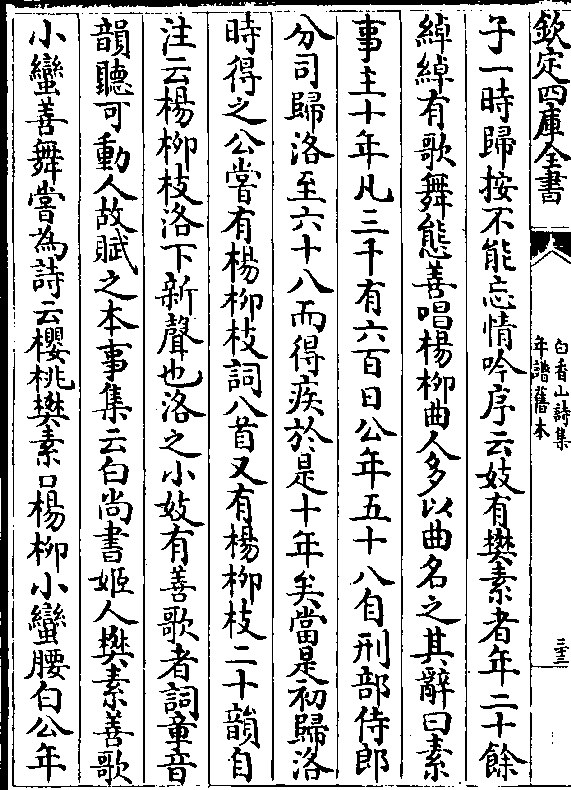 欽定四庫全書
白香山詩集
年譜舊本
三三
子一時歸按不能忘情吟序云妓有樊素者年二十餘
綽綽有歌舞態善唱楊柳曲人多以曲名之其辭曰素
事主十年凡三千有六百日公年五十八自刑部侍郎
分司歸洛至六十八而得疾於是十年矣當是初歸洛
時得之公嘗有楊柳枝詞八首又有楊柳枝二十韻自
注云楊柳枝洛下新聲也洛之小妓有善歌者詞章音
韻聽可動人故賦之本事集云白尚書姬人樊素善歌
小蠻善舞嘗為詩云櫻桃樊素口楊柳小蠻腰白公年